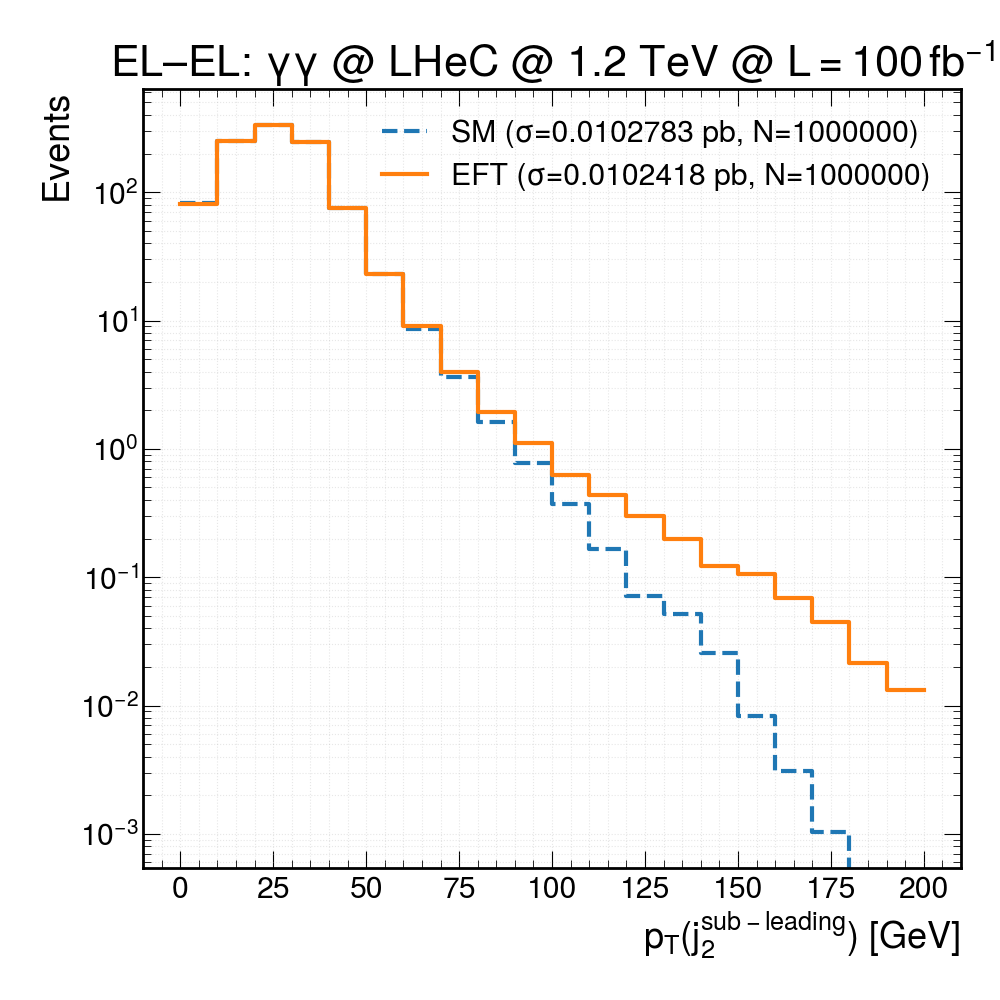 EL–EL: γγ @ LHeC @ 1.2 TeV @ L = 100 fb⁻¹
Events
SM (σ=0.0102783 pb, N=1000000)
EFT (σ=0.0102418 pb, N=1000000)
10²
10¹
10⁰
10⁻¹
10⁻²
10⁻³
0 25 50 75 100 125 150 175 200
p_T(j_2^{sub – leading}) [GeV]